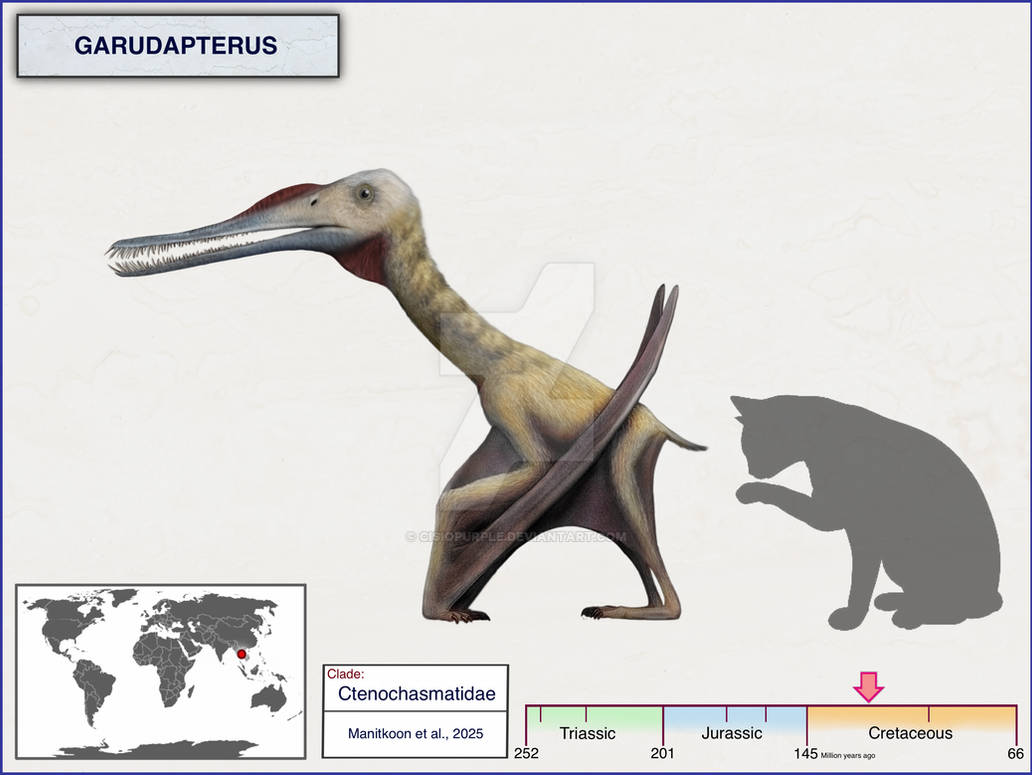 GARUDAPTERUS
© CISIOPURPLE.DEVIANTART.COM
Clade:
Ctenochasmatidae
Manitkoon et al., 2025
Triassic Jurassic Cretaceous
252 201 145 Million years ago 66